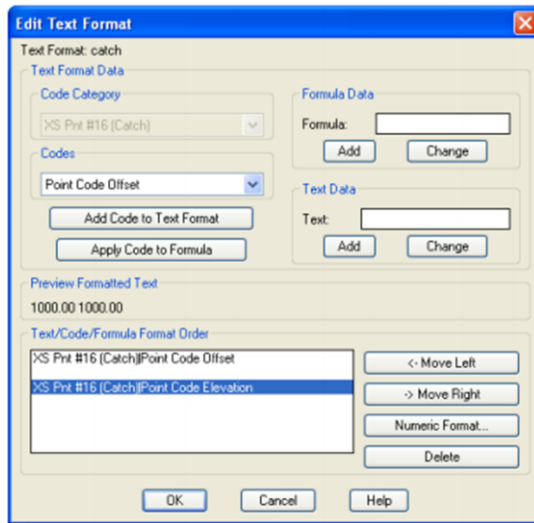 Edit Text Format
Text Format: catch
Text Format Data
Code Category
XS Pnt #16 (Catch)
Codes
Point Code Offset
Add Code to Text Format
Apply Code to Formula
Formula Data
Formula:
Add Change
Text Data
Text:
Add Change
Preview Formatted Text
1000.00 1000.00
Text/Code/Formula Format Order
XS Pnt #16 (Catch)|Point Code Offset
XS Pnt #16 (Catch)|Point Code Elevation
<- Move Left
-> Move Right
Numeric Format...
Delete
OK Cancel Help